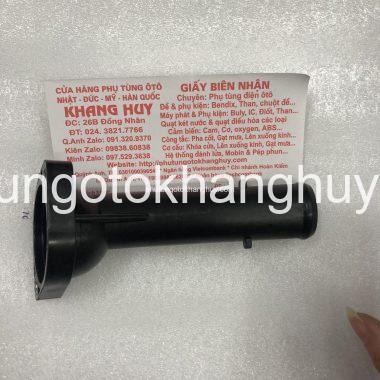 CỬA HÀNG PHỤ TÙNG ÔTÔ
NHẬT - ĐỨC - MỸ - HÀN QUỐC
KHANG HUY
ĐC: 26B Đồng Nhân
ĐT: 024. 3821.7766
Q.Anh Zalo: 091.320.9370
Kiên Zalo: 09838.60838
Minh Zalo: 097.529.3638
GIẤY BIÊN NHẬN
Chuyên: Phụ tùng điện ôtô
Đề & phụ kiện: Bendix, Than, chuột đề...
Máy phát & Phụ kiện: Buly, IC, Điốt, Than...
Quạt két nước & quạt điều hòa các loại
Cảm biến: Cam, Cơ, oxygen, ABS...
Công tắc: Pha cốt, Gạt mưa, Lên xuống kính...
Cơ cấu: Khóa cửa, Lên xuống kính, Gạt mưa...
Hệ thống đánh lửa, Mobin & Pép phun...
ungotokhanghuy